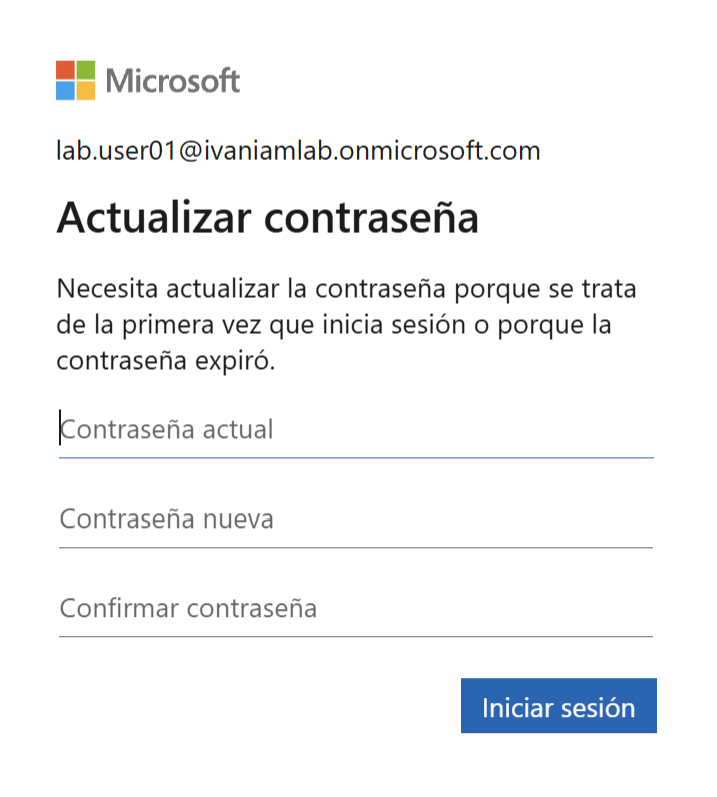 Microsoft
lab.user01@ivaniamlab.onmicrosoft.com
Actualizar contraseña
Necesita actualizar la contraseña porque se trata
de la primera vez que inicia sesión o porque la
contraseña expiró.
Contraseña actual
Contraseña nueva
Confirmar contraseña
Iniciar sesión